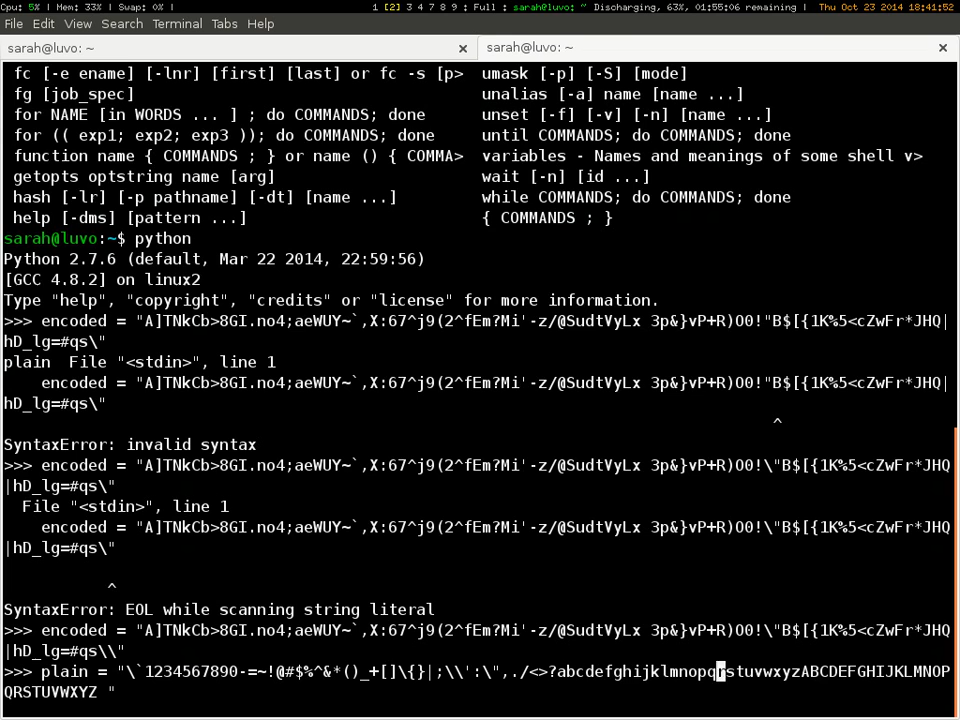 Cpu: 5% | Mem: 33% | Swap: 0% | 1 [2] 3 4 7 8 9 : Full : sarah@luvo: ~ Discharging, 63%, 01:55:06 remaining | Thu Oct 23 2014 18:41:52
File Edit View Search Terminal Tabs Help
sarah@luvo: ~ × sarah@luvo: ~ ×
fc [-e ename] [-lnr] [first] [last] or fc -s [p> umask [-p] [-S] [mode]
fg [job_spec] unalias [-a] name [name ...]
for NAME [in WORDS ... ] ; do COMMANDS; done unset [-f] [-v] [-n] [name ...]
for (( exp1; exp2; exp3 )); do COMMANDS; done until COMMANDS; do COMMANDS; done
function name { COMMANDS ; } or name () { COMMA> variables - Names and meanings of some shell v>
getopts optstring name [arg] wait [-n] [id ...]
hash [-lr] [-p pathname] [-dt] [name ...] while COMMANDS; do COMMANDS; done
help [-dms] [pattern ...] { COMMANDS ; }
sarah@luvo:~$ python
Python 2.7.6 (default, Mar 22 2014, 22:59:56)
[GCC 4.8.2] on linux2
Type "help", "copyright", "credits" or "license" for more information.
>>> encoded = "A]TNkCb>8GI.no4;aeWUY~`,X:67^j9(2^fEm?Mi'-z/@SudtVyLx 3p&}vP+R)O0!"B$[{1K%5<cZwFr*JHQ|
hD_lg=#qs\"
plain  File "<stdin>", line 1
encoded = "A]TNkCb>8GI.no4;aeWUY~`,X:67^j9(2^fEm?Mi'-z/@SudtVyLx 3p&}vP+R)O0!"B$[{1K%5<cZwFr*JHQ|
hD_lg=#qs\"
^
SyntaxError: invalid syntax
>>> encoded = "A]TNkCb>8GI.no4;aeWUY~`,X:67^j9(2^fEm?Mi'-z/@SudtVyLx 3p&}vP+R)O0!\"B$[{1K%5<cZwFr*JHQ
|hD_lg=#qs\"
File "<stdin>", line 1
encoded = "A]TNkCb>8GI.no4;aeWUY~`,X:67^j9(2^fEm?Mi'-z/@SudtVyLx 3p&}vP+R)O0!\"B$[{1K%5<cZwFr*JHQ
|hD_lg=#qs\"
^
SyntaxError: EOL while scanning string literal
>>> encoded = "A]TNkCb>8GI.no4;aeWUY~`,X:67^j9(2^fEm?Mi'-z/@SudtVyLx 3p&}vP+R)O0!\"B$[{1K%5<cZwFr*JHQ
|hD_lg=#qs\\"
>>> plain = "\`1234567890-=~!@#$%^&*()_+[]\{}|;\\':\",./<>?abcdefghijklmnopqrstuvwxyzABCDEFGHIJKLMNOP
QRSTUVWXYZ "